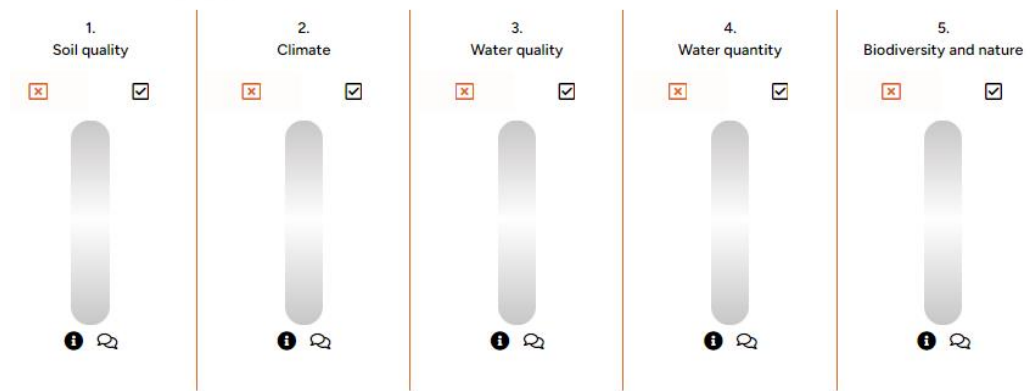 1.
Soil quality
2.
Climate
3.
Water quality
4.
Water quantity
5.
Biodiversity and nature